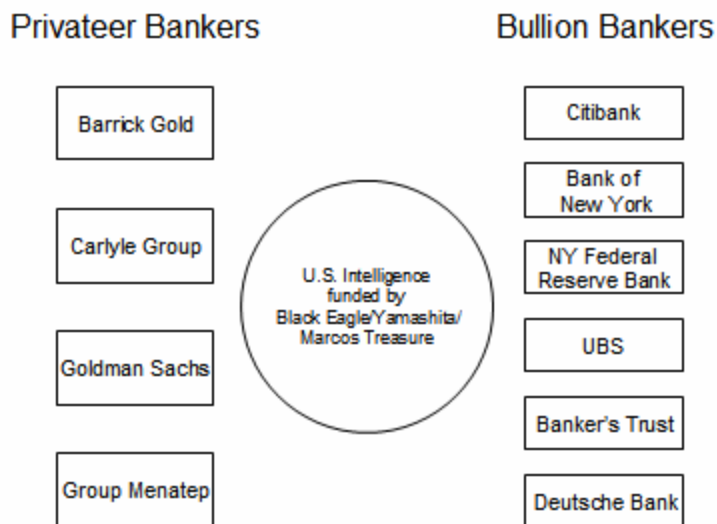 Privateer Bankers
Bullion Bankers
Barrick Gold
Carlyle Group
Goldman Sachs
Group Menatep
U.S. Intelligence
funded by
Black Eagle/Yamashita/
Marcos Treasure
Citibank
Bank of
New York
NY Federal
Reserve Bank
UBS
Banker's Trust
Deutsche Bank